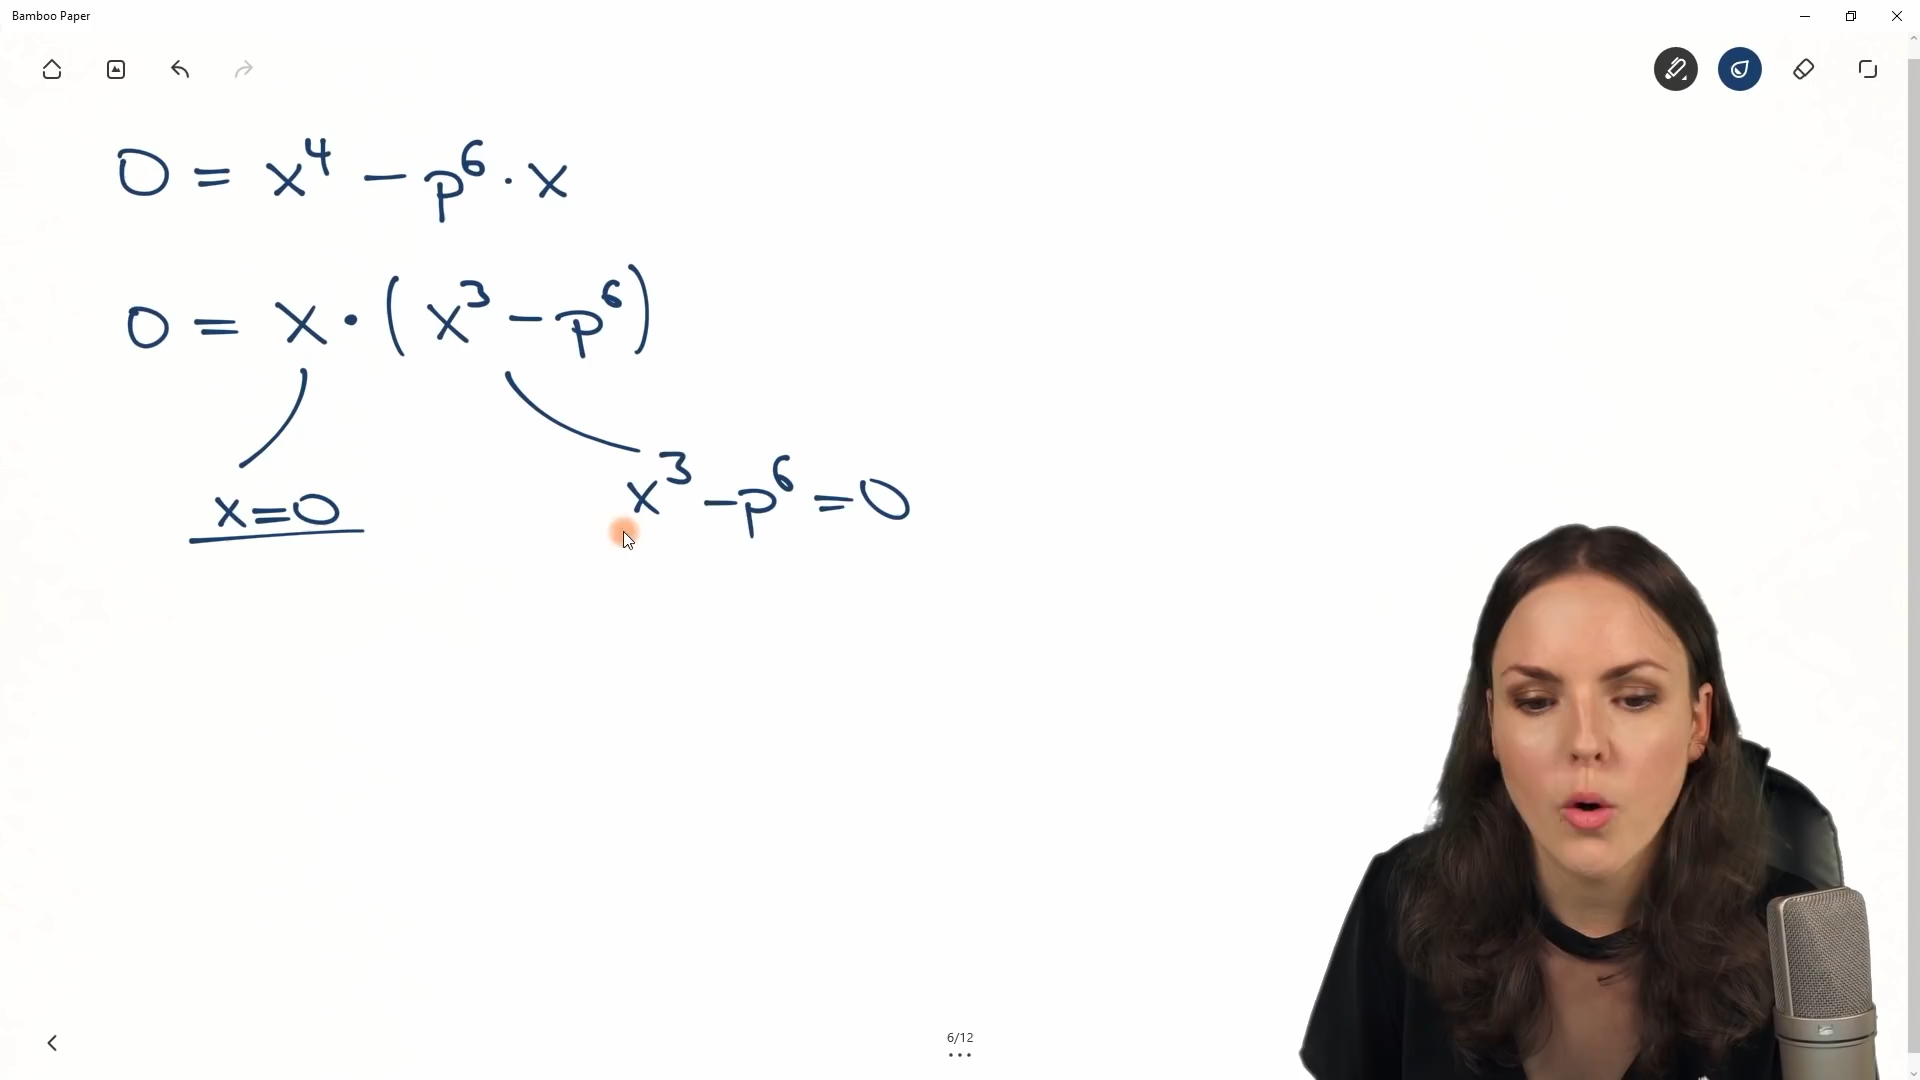 Bamboo Paper
0 = x⁴ − p⁶ · x
0 = x · (x³ − p⁶)
x=0
x³ − p⁶ = 0
6/12